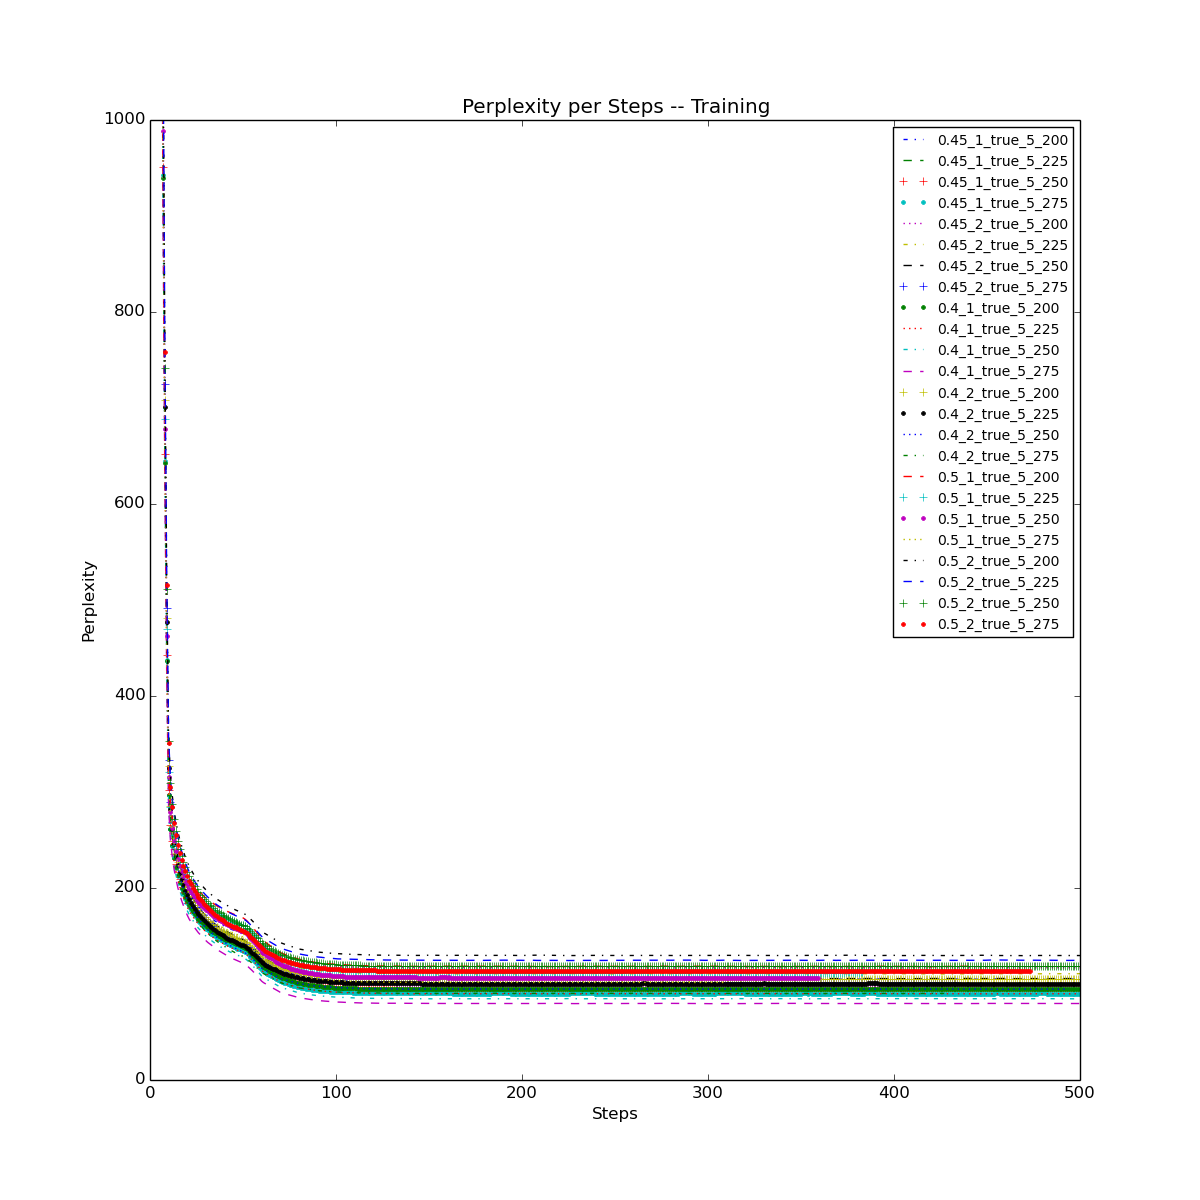 Perplexity per Steps -- Training
1000
800
600
400
200
0
Perplexity
0 100 200 300 400 500
Steps
0.45_1_true_5_200
0.45_1_true_5_225
0.45_1_true_5_250
0.45_1_true_5_275
0.45_2_true_5_200
0.45_2_true_5_225
0.45_2_true_5_250
0.45_2_true_5_275
0.4_1_true_5_200
0.4_1_true_5_225
0.4_1_true_5_250
0.4_1_true_5_275
0.4_2_true_5_200
0.4_2_true_5_225
0.4_2_true_5_250
0.4_2_true_5_275
0.5_1_true_5_200
0.5_1_true_5_225
0.5_1_true_5_250
0.5_1_true_5_275
0.5_2_true_5_200
0.5_2_true_5_225
0.5_2_true_5_250
0.5_2_true_5_275